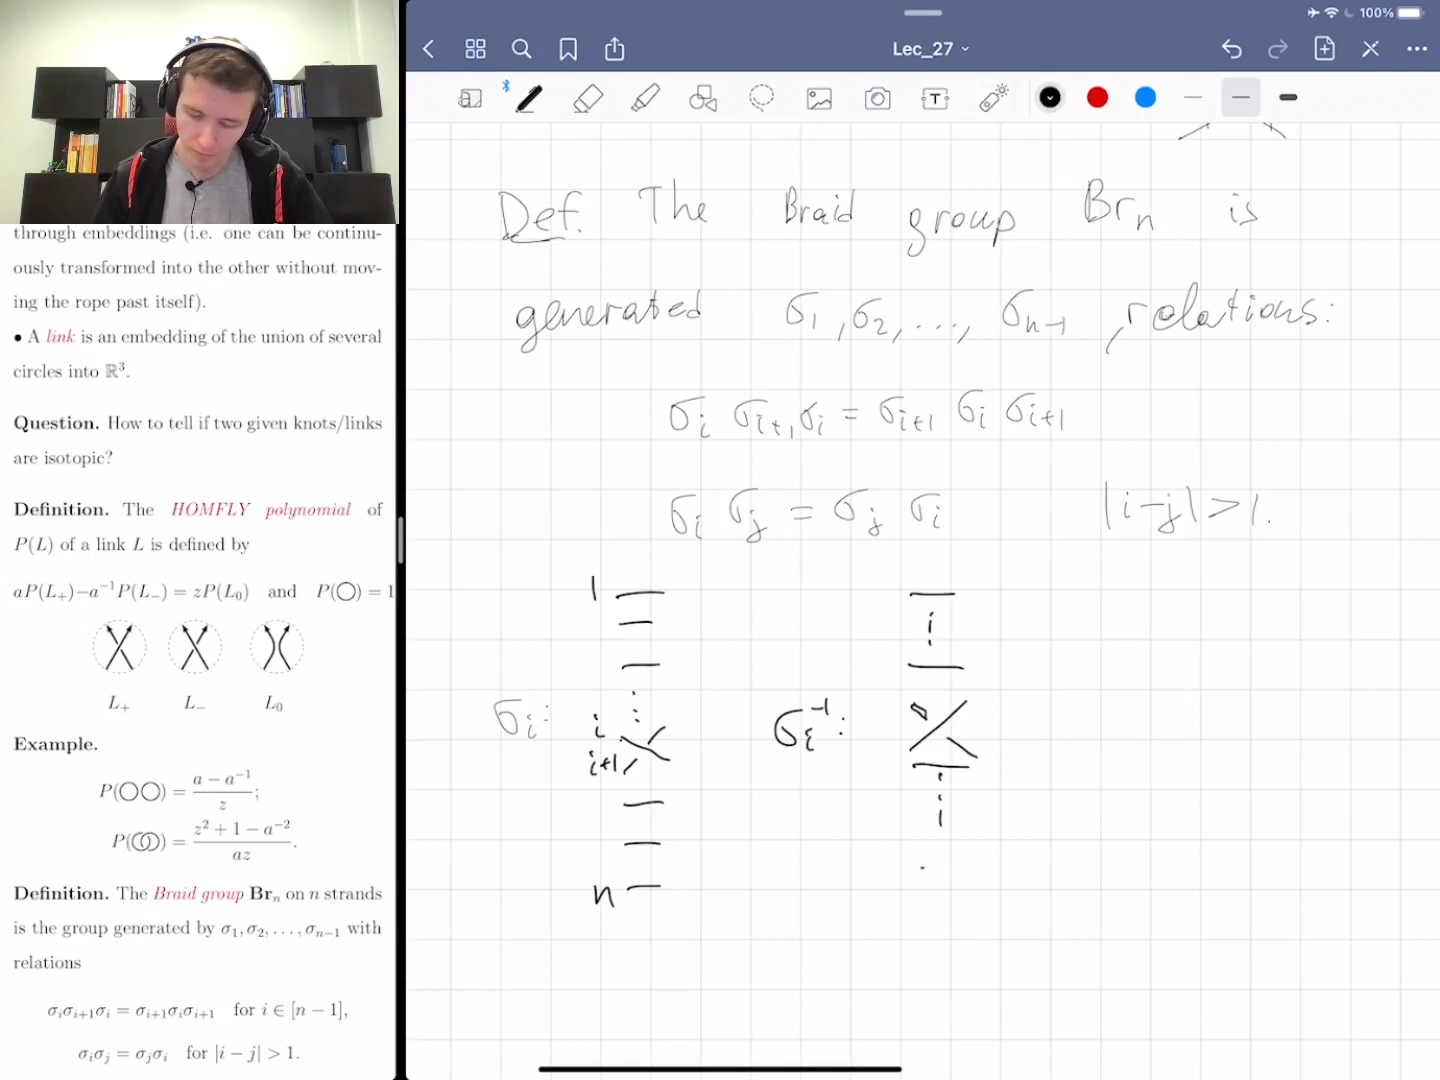 through embeddings (i.e. one can be continu-
ously transformed into the other without mov-
ing the rope past itself).
• A link is an embedding of the union of several
circles into ℝ³.
Question. How to tell if two given knots/links
are isotopic?
Definition. The HOMFLY polynomial of
P(L) of a link L is defined by
aP(L₊)−a⁻¹P(L₋) = zP(L₀) and P(◯) = 1
L₊ L₋ L₀
Example.
P(◯◯) = (a − a⁻¹)/z;
P(⦾) = (z² + 1 − a⁻²)/(az).
Definition. The Braid group Brₙ on n strands
is the group generated by σ₁, σ₂, . . . , σₙ₋₁ with
relations
σᵢσᵢ₊₁σᵢ = σᵢ₊₁σᵢσᵢ₊₁ for i ∈ [n − 1],
σᵢσⱼ = σⱼσᵢ for |i − j| > 1.
100%
Lec_27
T
Def. The Braid group Brₙ is
generated σ₁, σ₂, ..., σₙ₋₁, relations:
σᵢ σᵢ₊₁ σᵢ = σᵢ₊₁ σᵢ σᵢ₊₁
σᵢ σⱼ = σⱼ σᵢ |i-j|>1.
1
σᵢ: i
i+1
n
σᵢ⁻¹: